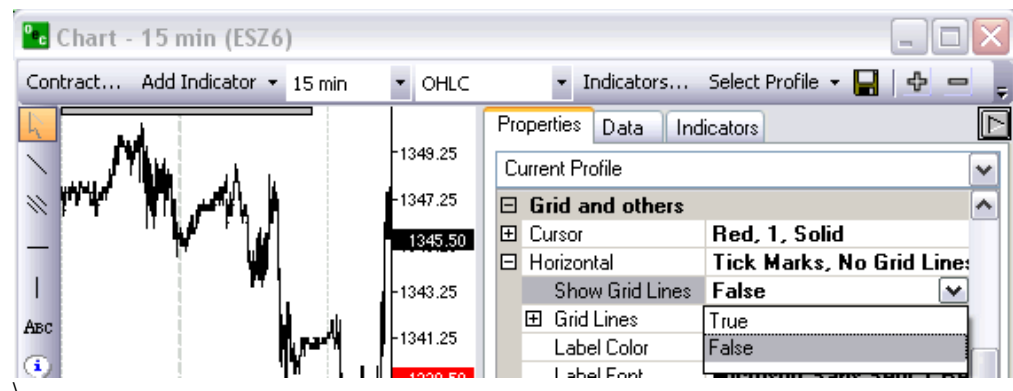 Oec Chart - 15 min (ESZ6)
Contract... Add Indicator 15 min OHLC Indicators... Select Profile
Properties Data Indicators
Current Profile
Grid and others
Cursor Red, 1, Solid
Horizontal Tick Marks, No Grid Lines
Show Grid Lines False
True
False
Grid Lines
Label Color
Label Font
1349.25
1347.25
1345.50
1343.25
1341.25
ABC
i
\